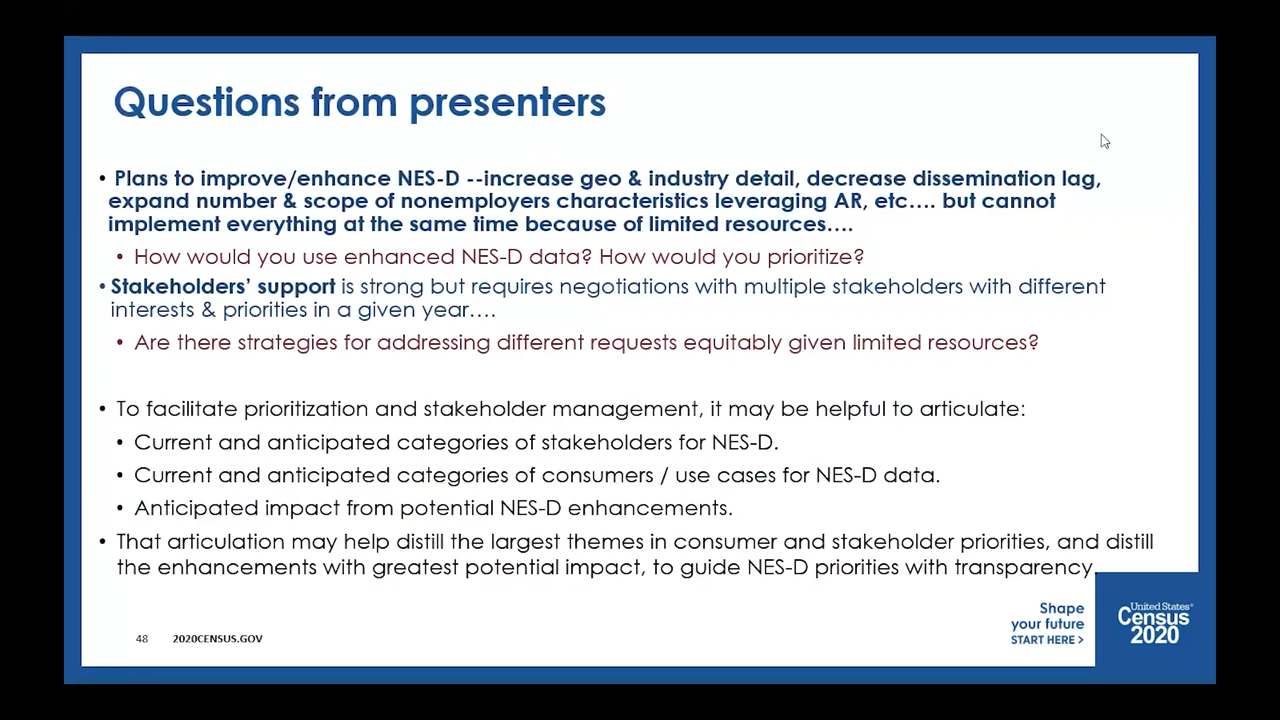 Questions from presenters
• Plans to improve/enhance NES-D --increase geo & industry detail, decrease dissemination lag,
expand number & scope of nonemployers characteristics leveraging AR, etc.... but cannot
implement everything at the same time because of limited resources....
• How would you use enhanced NES-D data? How would you prioritize?
• Stakeholders' support is strong but requires negotiations with multiple stakeholders with different
interests & priorities in a given year....
• Are there strategies for addressing different requests equitably given limited resources?
• To facilitate prioritization and stakeholder management, it may be helpful to articulate:
• Current and anticipated categories of stakeholders for NES-D.
• Current and anticipated categories of consumers / use cases for NES-D data.
• Anticipated impact from potential NES-D enhancements.
• That articulation may help distill the largest themes in consumer and stakeholder priorities, and distill
the enhancements with greatest potential impact, to guide NES-D priorities with transparency.
48 2020CENSUS.GOV
Shape
your future
START HERE >
United States®
Census
2020